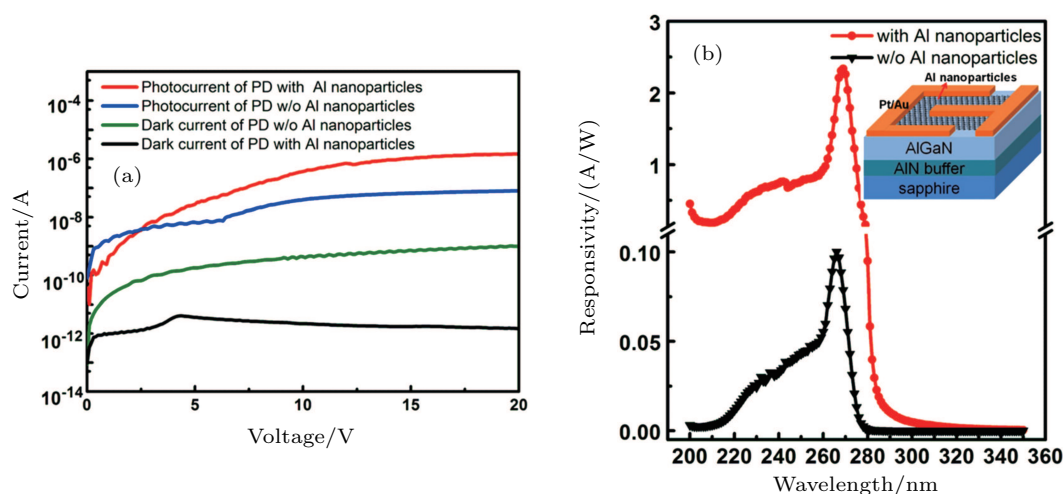 Photocurrent of PD with Al nanoparticles
Photocurrent of PD w/o Al nanoparticles
Dark current of PD w/o Al nanoparticles
Dark current of PD with Al nanoparticles
(a)
10-4
10-6
10-8
10-10
10-12
10-14
0
5
10
15
20
Voltage/V
Current/A
(b)
with Al nanoparticles
w/o Al nanoparticles
Al nanoparticles
Pt/Au
AlGaN
AlN buffer
sapphire
3
2
1
0.10
0.05
0.00
200
220
240
260
280
300
320
340
360
Wavelength/nm
Responsivity/(A/W)